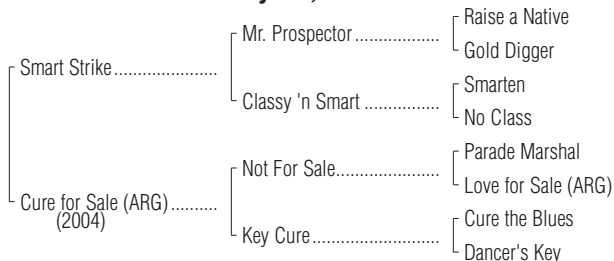 Raise a Native
Mr. Prospector
Gold Digger
Smart Strike
Smarten
Classy 'n Smart
No Class
Parade Marshal
Not For Sale
Love for Sale (ARG)
Cure for Sale (ARG)
(2004)
Cure the Blues
Key Cure
Dancer's Key